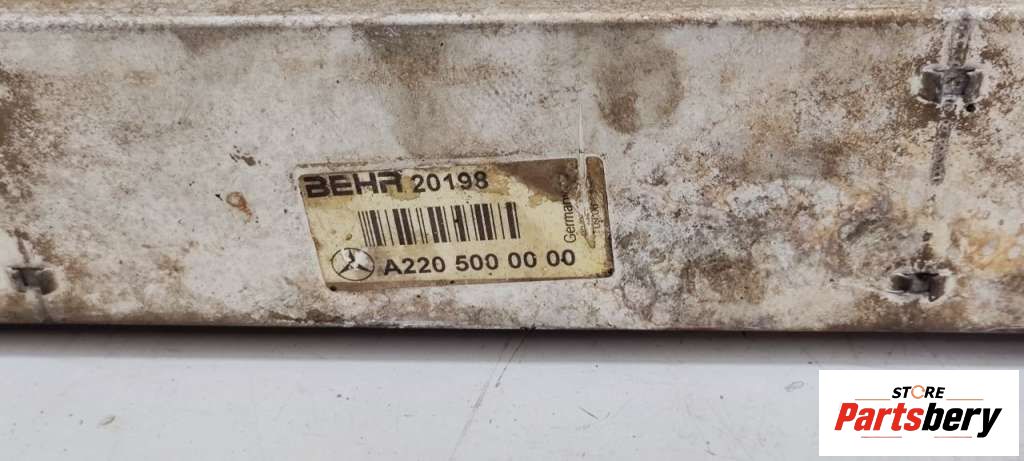 BEHR 20198
Germany
A220 500 00 00
STORE
Partsbery